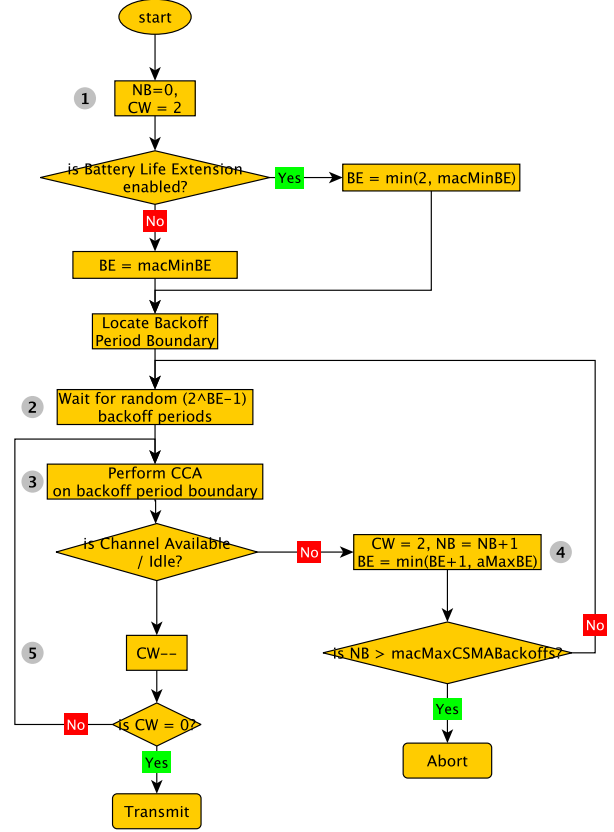 start
1
NB=0,
CW = 2
is Battery Life Extension
enabled?
Yes
BE = min(2, macMinBE)
No
BE = macMinBE
Locate Backoff
Period Boundary
2
Wait for random (2^BE-1)
backoff periods
3
Perform CCA
on backoff period boundary
is Channel Available
/ Idle?
No
CW = 2, NB = NB+1
BE = min(BE+1, aMaxBE)
4
No
5
CW--
is NB > macMaxCSMABackoffs?
Yes
No
is CW = 0?
Yes
Abort
Transmit